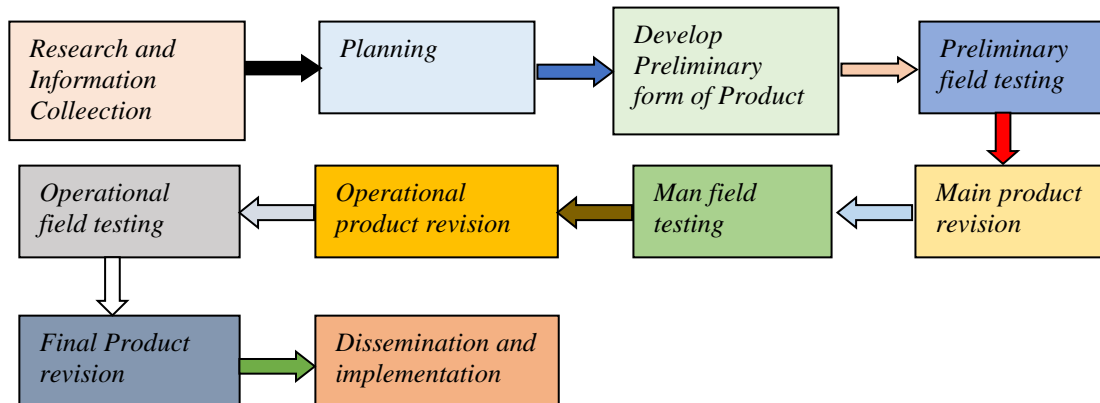 Research and
Information
Colleection
Planning
Develop
Preliminary
form of Product
Preliminary
field testing
Main product
revision
Man field
testing
Operational
product revision
Operational
field testing
Final Product
revision
Dissemination and
implementation